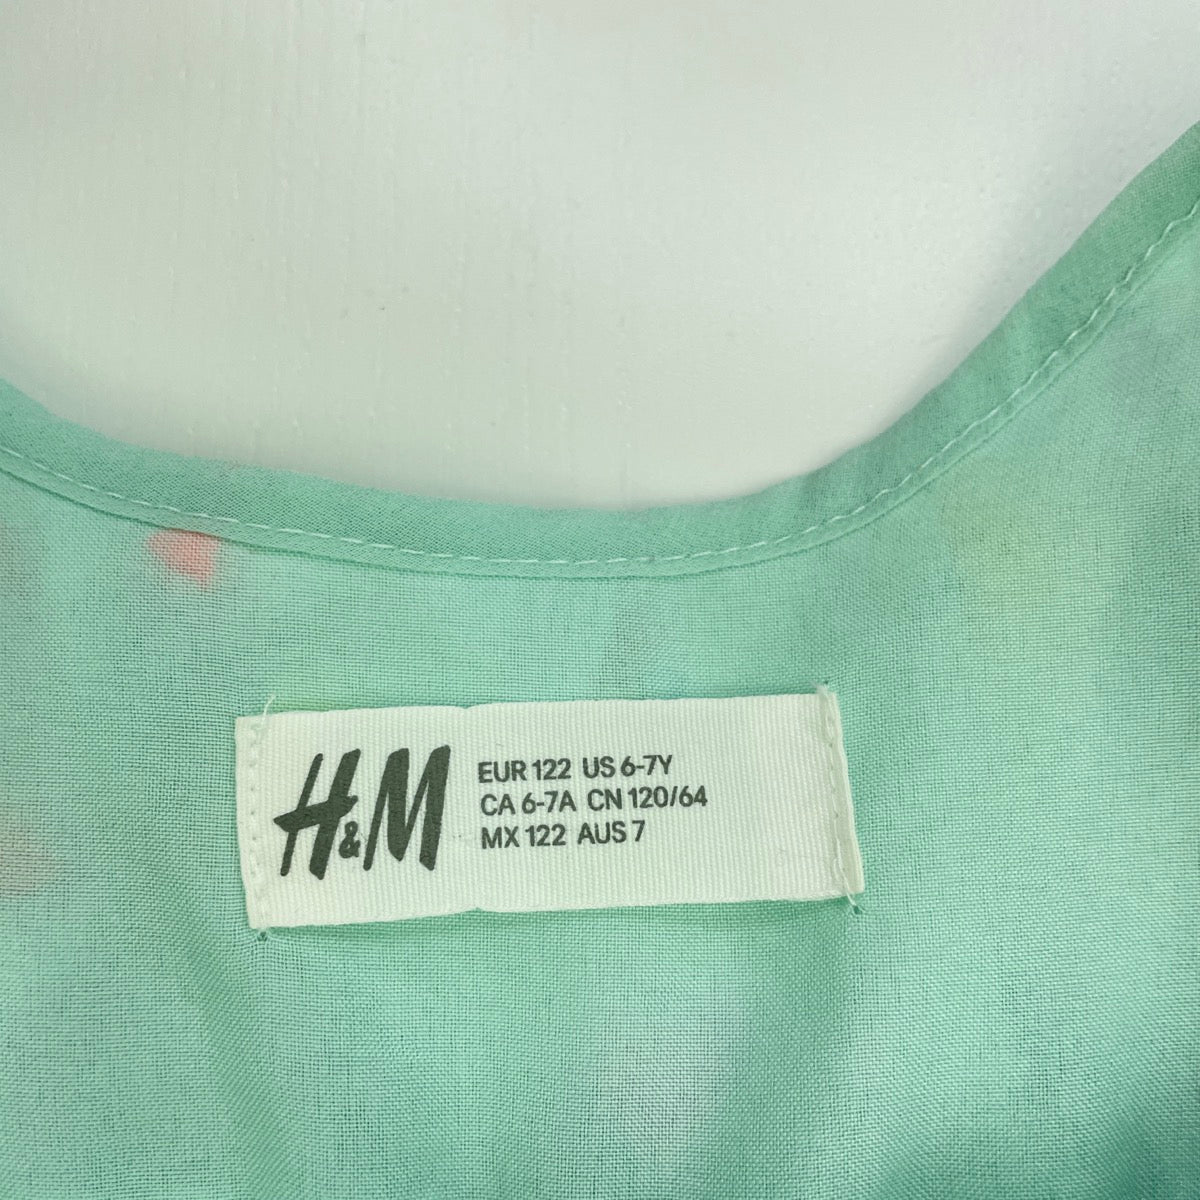 H&M
EUR 122 US 6-7Y
CA 6-7A CN 120/64
MX 122 AUS 7